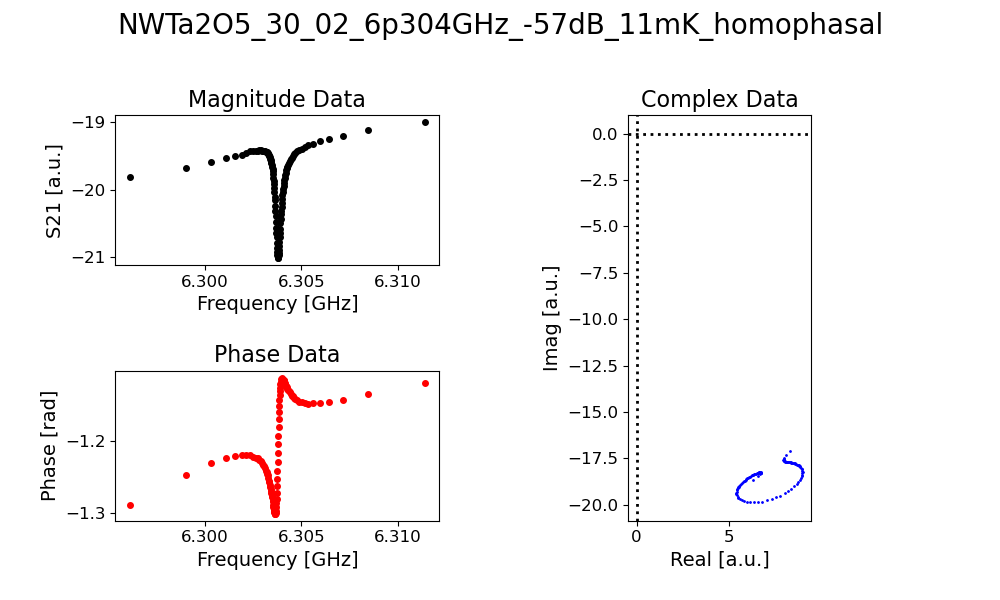 NWTa2O5_30_02_6p304GHz_-57dB_11mK_homophasal
Magnitude Data
S21 [a.u.]
−19
−20
−21
6.300
6.305
6.310
Frequency [GHz]
Phase Data
Phase [rad]
−1.2
−1.3
6.300
6.305
6.310
Frequency [GHz]
Complex Data
Imag [a.u.]
0.0
−2.5
−5.0
−7.5
−10.0
−12.5
−15.0
−17.5
−20.0
0
5
Real [a.u.]